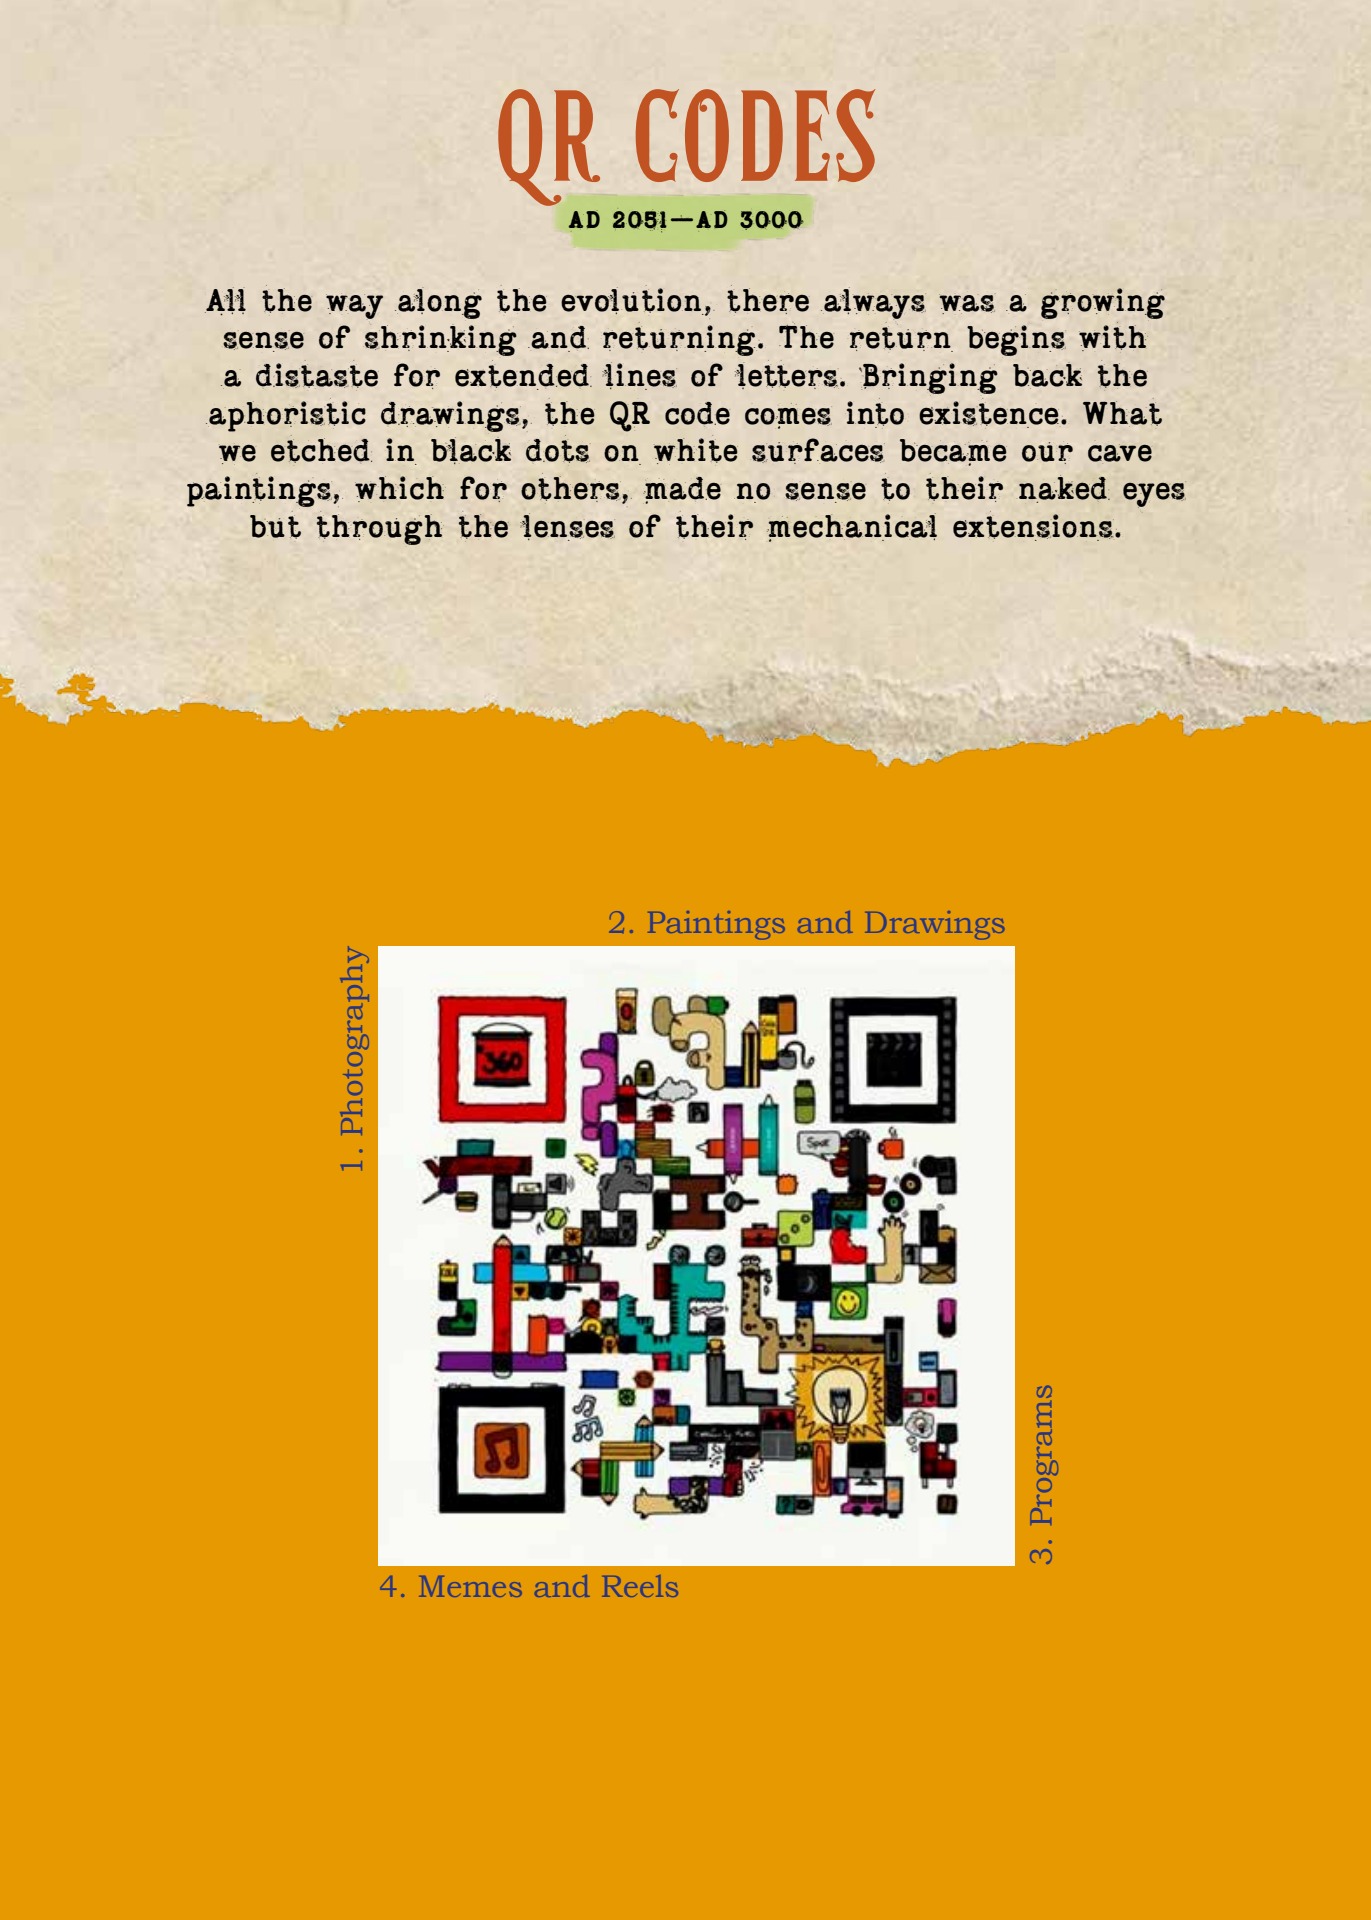 QR CODES
AD 2051—AD 3000
All the way along the evolution, there always was a growing
sense of shrinking and returning. The return begins with
a distaste for extended lines of letters. Bringing back the
aphoristic drawings, the QR code comes into existence. What
we etched in black dots on white surfaces became our cave
paintings, which for others, made no sense to their naked eyes
but through the lenses of their mechanical extensions.
2. Paintings and Drawings
1. Photography
360
Spot
3. Programs
4. Memes and Reels